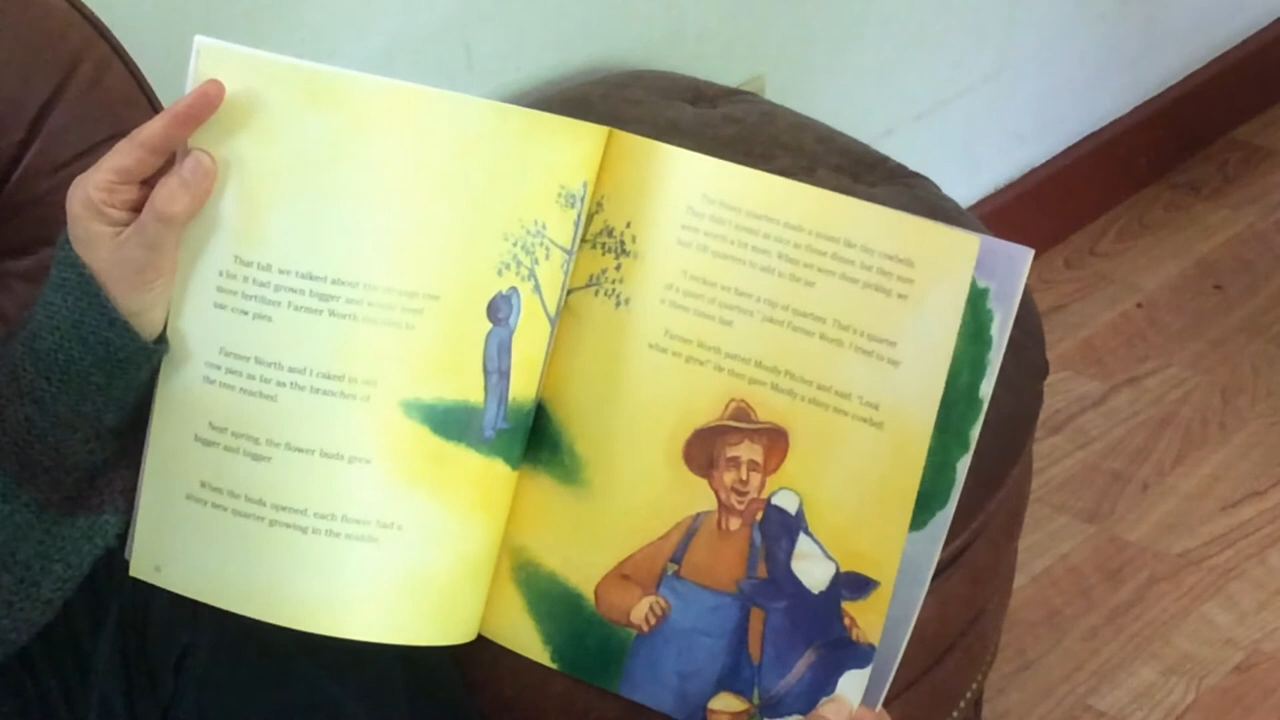 That fall, we talked about the strange tree
a lot. It had grown bigger and would need
more fertilizer. Farmer Worth decided to
use cow pies.
Farmer Worth and I raked in
cow pies as far as the branches of
the tree reached.
Next spring, the flower buds grew
bigger and bigger.
When the buds opened, each flower had a
shiny new quarter growing in the middle.
The quarters made a sound like tiny cowbells.
They didn't sound as nice as those dimes, but they were
worth a lot more. When we were done picking, we
had 100 quarters to add to the jar.
"I reckon we have a cup of quarters. That's a quarter
of a quart of quarters," joked Farmer Worth. I tried to say
it three times fast.
Farmer Worth patted Moolly Pitcher and said, "Look
what we grew!" He then gave Moolly a shiny new cowbell.